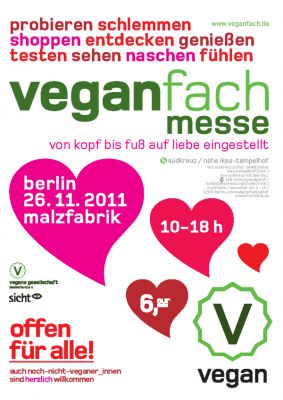 probieren schlemmen
www.veganfach.de
shoppen entdecken genießen
testen sehen naschen fühlen
veganfach
messe
von kopf bis fuß auf liebe eingestellt
S südkreuz / nähe ikea-tempelhof
berlin
26. 11. 2011
malzfabrik
10–18 h
vegane gesellschaft
sicht
6,-
V
offen
für alle!
auch noch-nicht-veganer_innen
sind herzlich willkommen
vegan